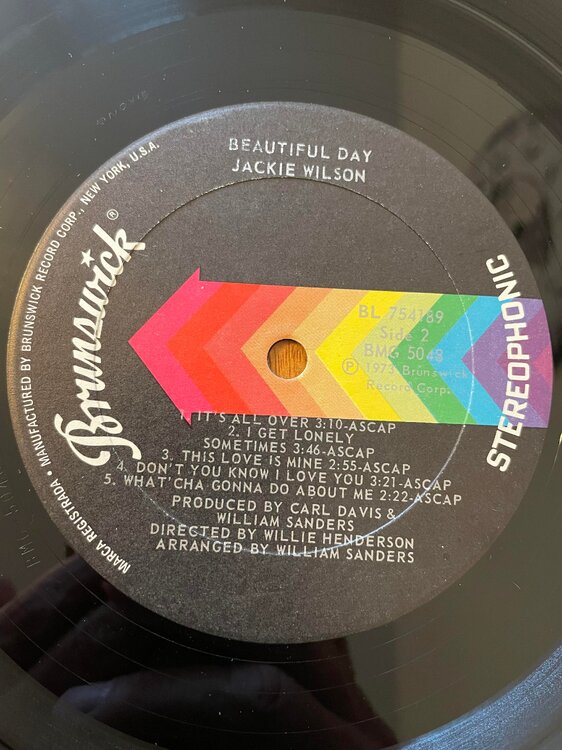 BEAUTIFUL DAY
JACKIE WILSON
MANUFACTURED BY BRUNSWICK RECORD CORP., NEW YORK, U.S.A.
MARCA REGISTRADA •
Brunswick®
STEREOPHONIC
BL 754189
Side 2
BMG 5048
Ⓟ 1973 Brunswick
Record Corp.
1. IT'S ALL OVER 3:10-ASCAP
2. I GET LONELY
SOMETIMES 3:46-ASCAP
3. THIS LOVE IS MINE 2:55-ASCAP
4. DON'T YOU KNOW I LOVE YOU 3:21-ASCAP
5. WHAT'CHA GONNA DO ABOUT ME 2:22-ASCAP
PRODUCED BY CARL DAVIS &
WILLIAM SANDERS
DIRECTED BY WILLIE HENDERSON
ARRANGED BY WILLIAM SANDERS